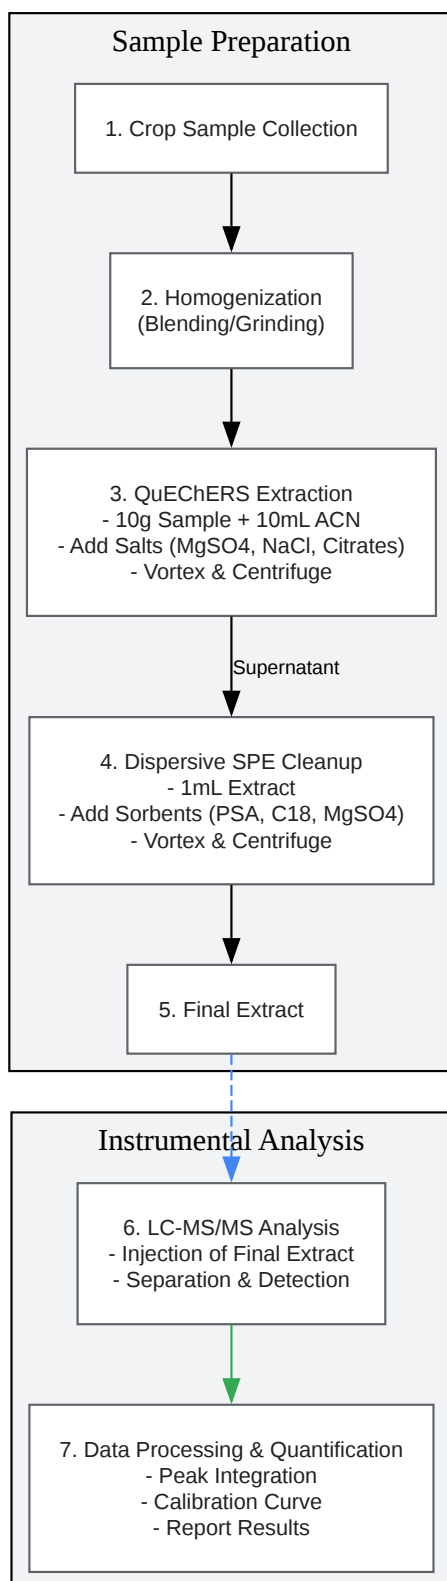 Sample Preparation
1. Crop Sample Collection
2. Homogenization
(Blending/Grinding)
3. QuEChERS Extraction
- 10g Sample + 10mL ACN
- Add Salts (MgSO4, NaCl, Citrates)
- Vortex & Centrifuge
Supernatant
4. Dispersive SPE Cleanup
- 1mL Extract
- Add Sorbents (PSA, C18, MgSO4)
- Vortex & Centrifuge
5. Final Extract
Instrumental Analysis
6. LC-MS/MS Analysis
- Injection of Final Extract
- Separation & Detection
7. Data Processing & Quantification
- Peak Integration
- Calibration Curve
- Report Results